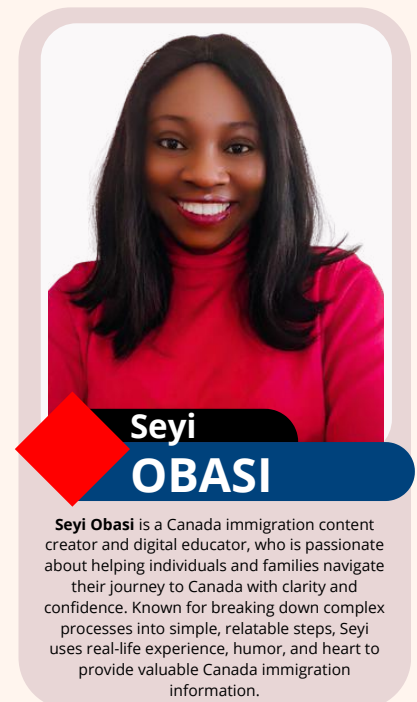 Seyi
OBASI
Seyi Obasi is a Canada immigration content
creator and digital educator, who is passionate
about helping individuals and families navigate
their journey to Canada with clarity and
confidence. Known for breaking down complex
processes into simple, relatable steps, Seyi
uses real-life experience, humor, and heart to
provide valuable Canada immigration
information.